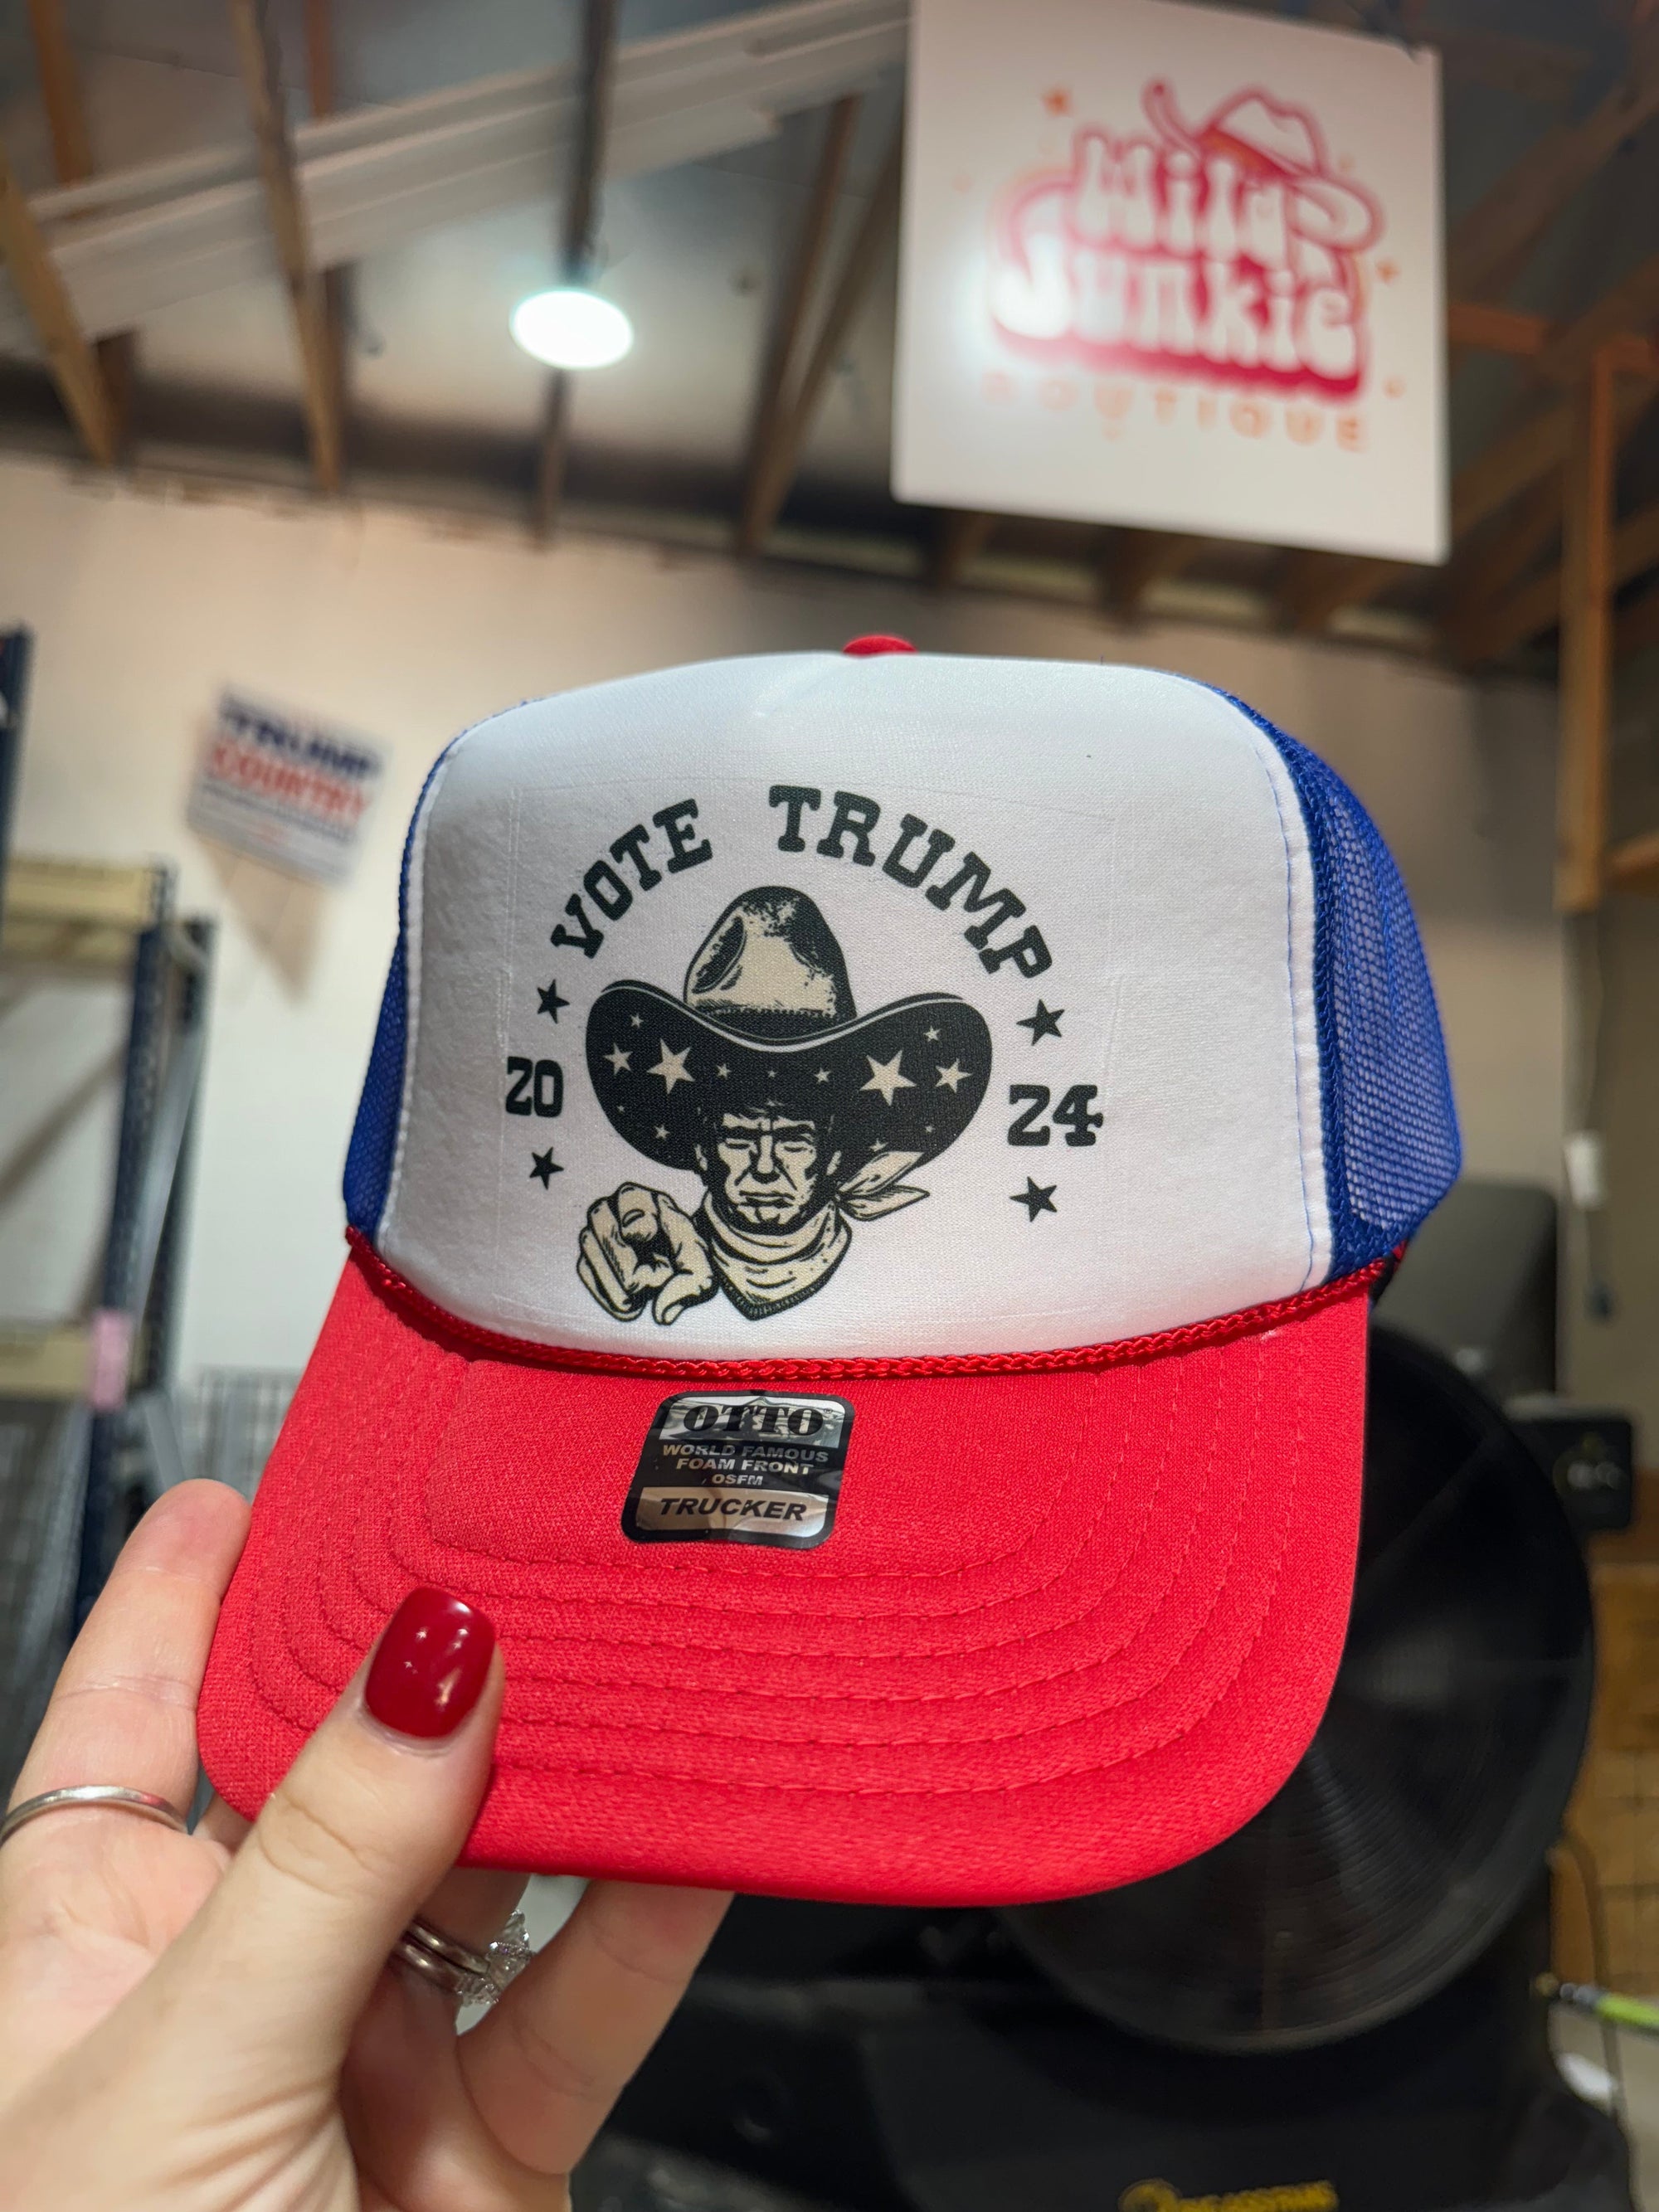 Wild
Junkie
BOUTIQUE
TRUMP
COUNTRY
VOTE TRUMP
20 24
OTTO
WORLD FAMOUS
FOAM FRONT
OSFM
TRUCKER